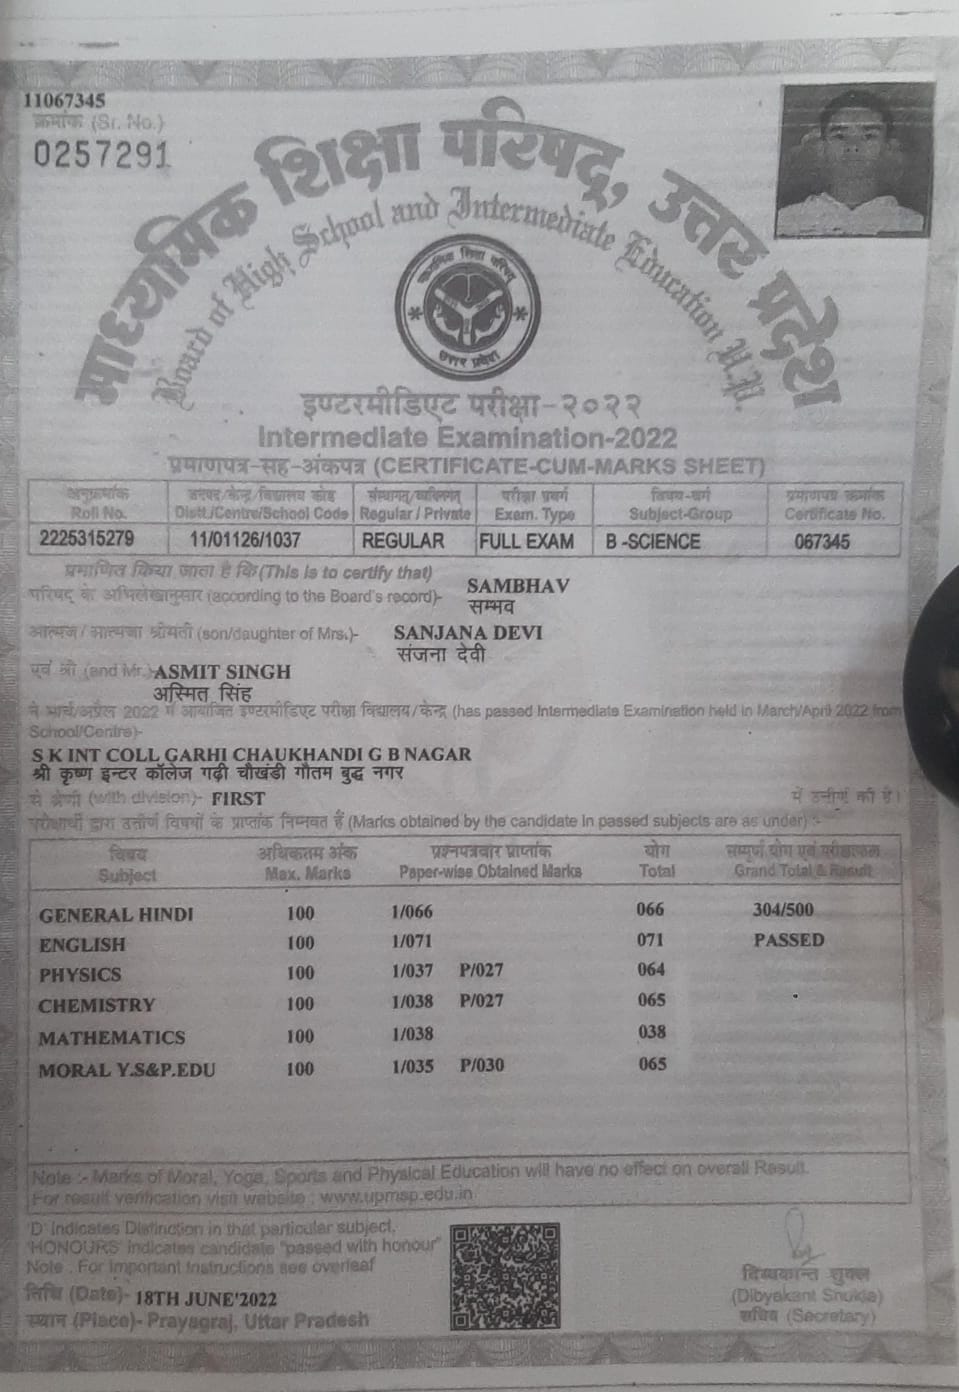 11067345
क्रमांक (Sr. No.)
0257291
माध्यमिक शिक्षा परिषद्, उत्तर प्रदेश
Board of High School and Intermediate Education U.P.
माध्यमिक शिक्षा परिषद्
उत्तर प्रदेश
इण्टरमीडिएट परीक्षा-२०२२
Intermediate Examination-2022
प्रमाणपत्र-सह-अंकपत्र (CERTIFICATE-CUM-MARKS SHEET)
अनुक्रमांक जनपद/केन्द्र/विद्यालय कोड संस्थागत/व्यक्तिगत परीक्षा प्रवर्ग विषय-वर्ग प्रमाणपत्र क्रमांक
Roll No. Distt./Centre/School Code Regular / Private Exam. Type Subject-Group Certificate No.
2225315279 11/01126/1037 REGULAR FULL EXAM B -SCIENCE 067345
प्रमाणित किया जाता है कि (This is to certify that)
परिषद के अभिलेखानुसार (according to the Board's record)- SAMBHAV
सम्भव
आत्मज/आत्मजा श्रीमती (son/daughter of Mrs.)- SANJANA DEVI
संजना देवी
एवं श्री (and Mr.) ASMIT SINGH
अस्मित सिंह
ने मार्च/अप्रैल 2022 में आयोजित इण्टरमीडिएट परीक्षा विद्यालय/केन्द्र (has passed Intermediate Examination held in March/April 2022 from
School/Centre)-
S K INT COLL GARHI CHAUKHANDI G B NAGAR
श्री कृष्ण इन्टर कॉलेज गढ़ी चौखंडी गौतम बुद्ध नगर
से श्रेणी (with division)- FIRST में उत्तीर्ण की है।
परीक्षार्थी द्वारा उत्तीर्ण विषयों के प्राप्तांक निम्नवत हैं (Marks obtained by the candidate in passed subjects are as under) :-
विषय अधिकतम अंक प्रश्नपत्रवार प्राप्तांक योग सम्पूर्ण योग एवं परीक्षाफल
Subject Max. Marks Paper-wise Obtained Marks Total Grand Total & Result
GENERAL HINDI 100 1/066 066 304/500
ENGLISH 100 1/071 071 PASSED
PHYSICS 100 1/037 P/027 064
CHEMISTRY 100 1/038 P/027 065
MATHEMATICS 100 1/038 038
MORAL Y.S&P.EDU 100 1/035 P/030 065
Note :- Marks of Moral, Yoga, Sports and Physical Education will have no effect on overall Result.
For result verification visit website : www.upmsp.edu.in
'D' Indicates Distinction in that particular subject.
'HONOURS' indicates candidate "passed with honour"
Note . For Important Instructions see overleaf
तिथि (Date)- 18TH JUNE'2022
स्थान (Place)- Prayagraj, Uttar Pradesh
दिव्यकान्त शुक्ल
(Dibyakant Shukla)
सचिव (Secretary)